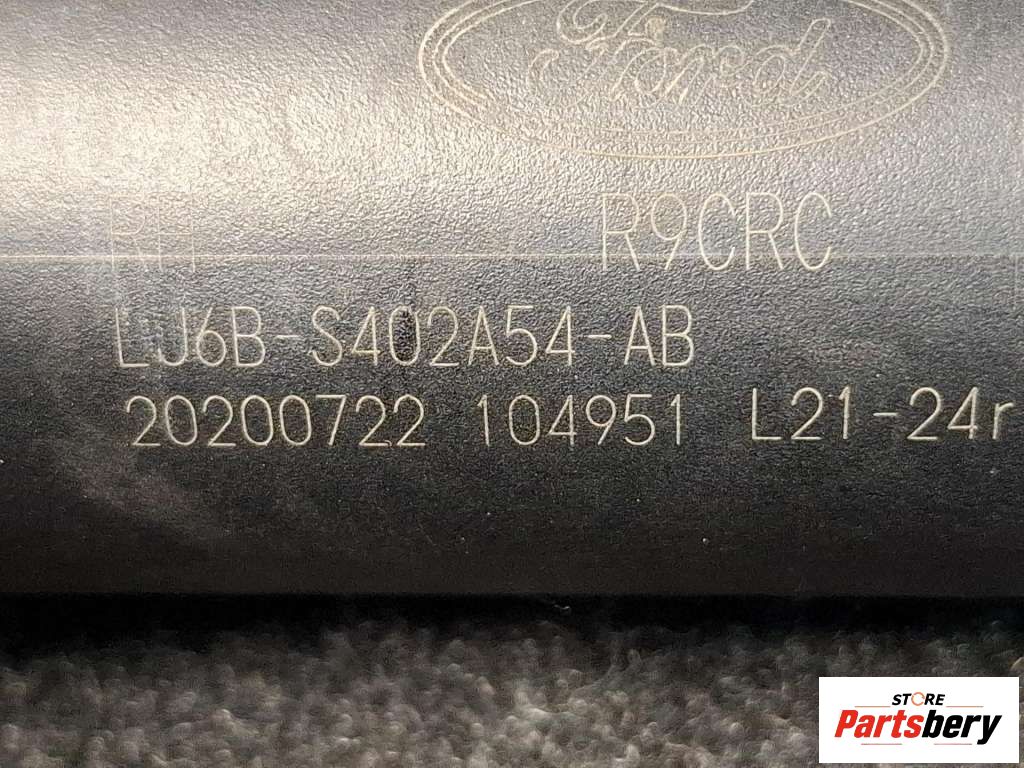 Ford
RH R9CRC
LJ6B-S402A54-AB
20200722 104951 L21-24r
STORE
Partsbery